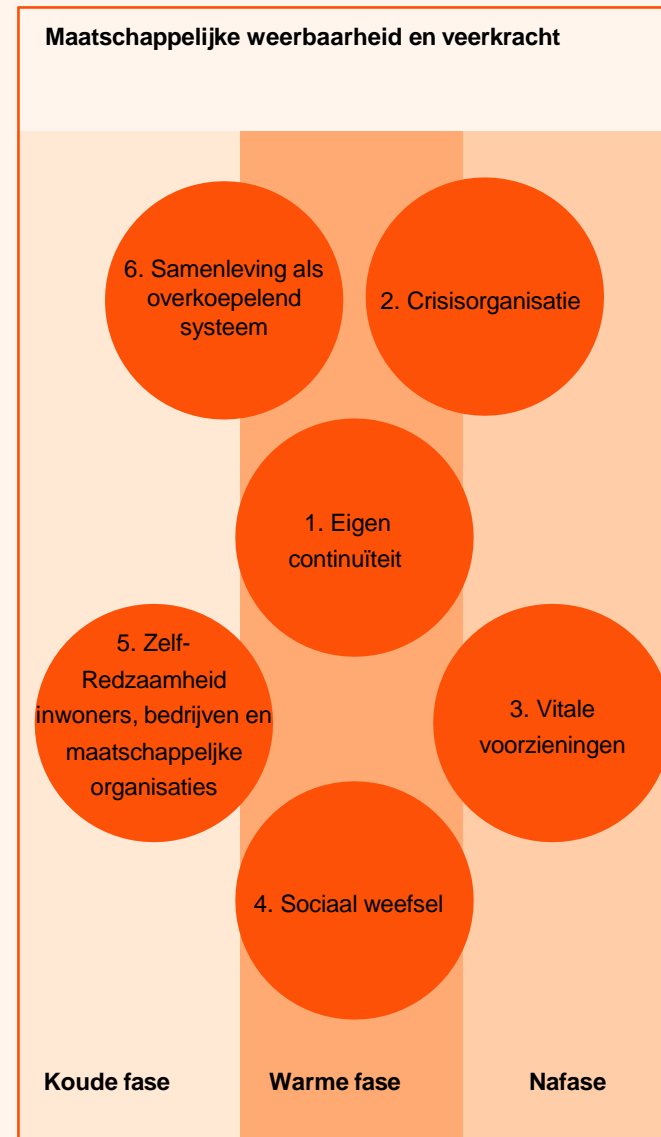 Maatschappelijke weerbaarheid en veerkracht
6. Samenleving als
overkoepelend
systeem
2. Crisisorganisatie
1. Eigen
continuïteit
5. Zelf-
Redzaamheid
inwoners, bedrijven en
maatschappeljke
organisaties
3. Vitale
voorzieningen
4. Sociaal weefsel
Koude fase
Warme fase
Nafase